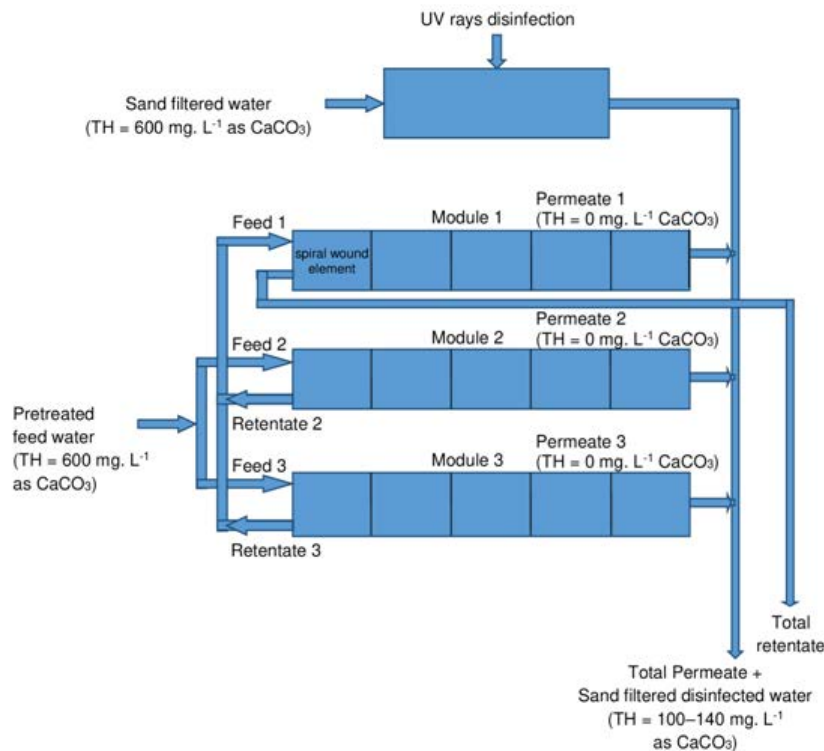 UV rays disinfection
Sand filtered water
(TH = 600 mg. L⁻¹ as CaCO₃)
Permeate 1
(TH = 0 mg. L⁻¹ CaCO₃)
Feed 1
Module 1
spiral wound
element
Permeate 2
(TH = 0 mg. L⁻¹ CaCO₃)
Feed 2
Module 2
Pretreated
feed water
(TH = 600 mg. L⁻¹
as CaCO₃)
Retentate 2
Permeate 3
(TH = 0 mg. L⁻¹ CaCO₃)
Feed 3
Module 3
Retentate 3
Total
retentate
Total Permeate +
Sand filtered disinfected water
(TH = 100–140 mg. L⁻¹
as CaCO₃)